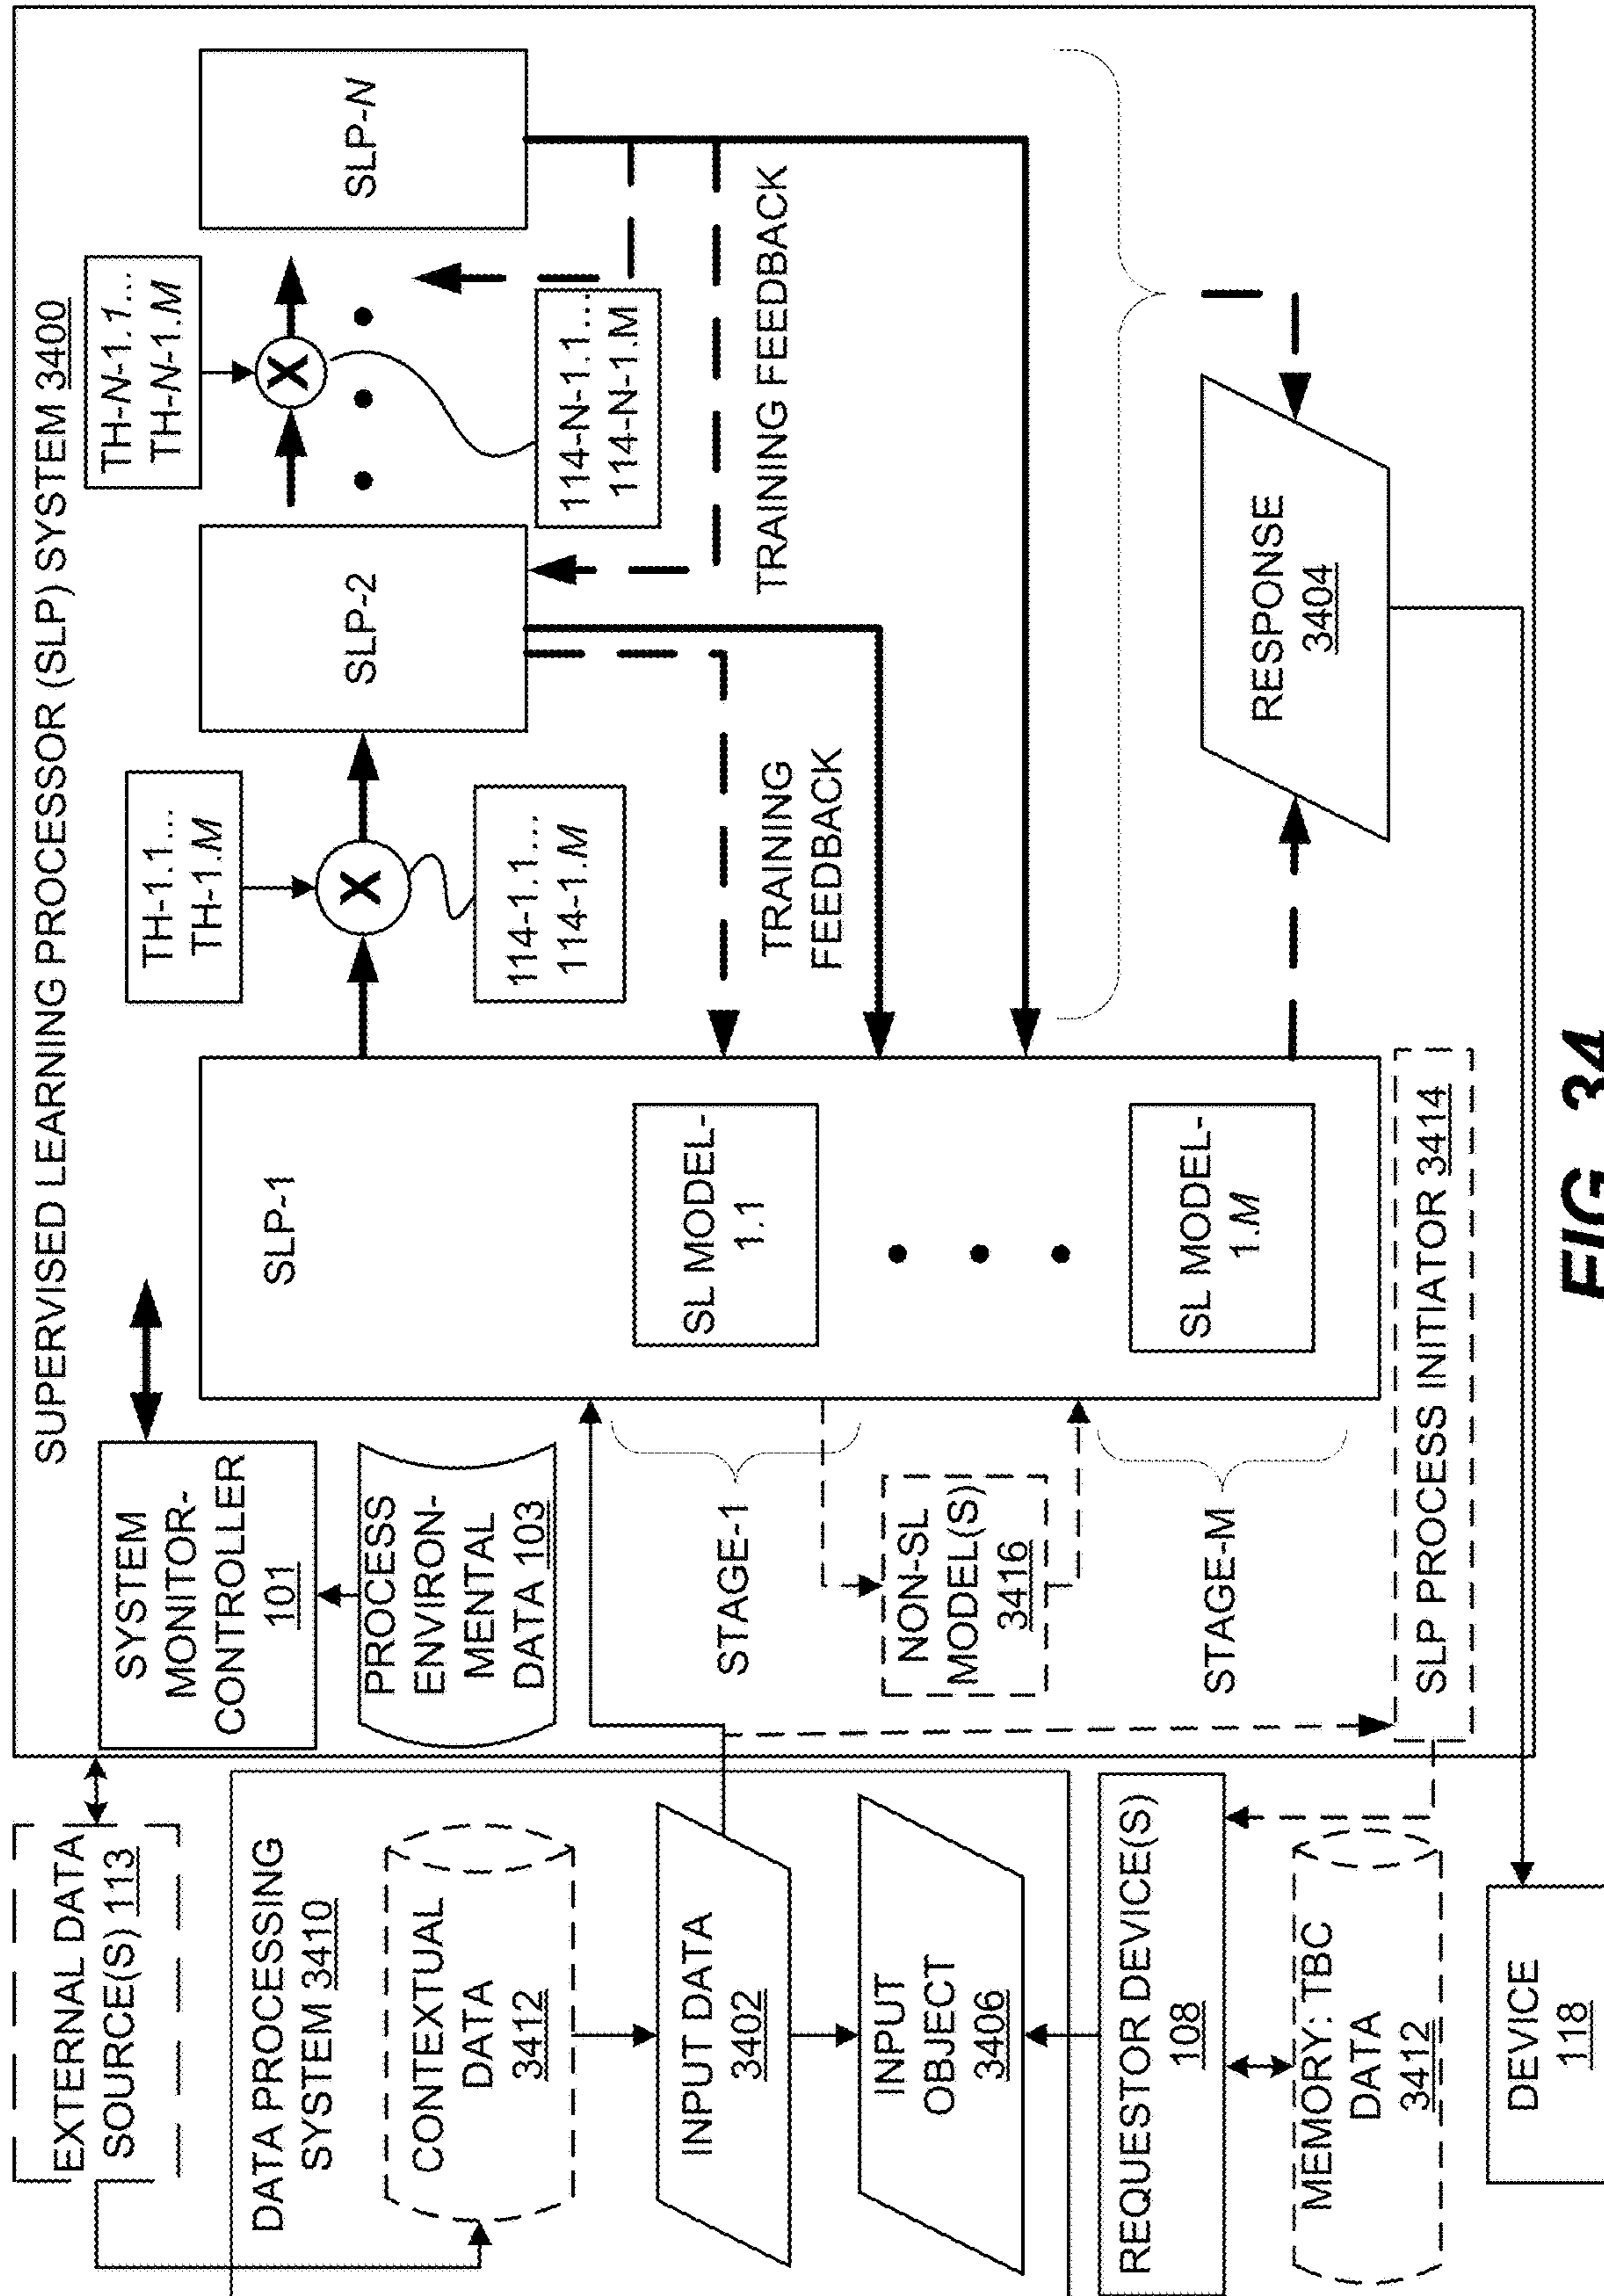 SUPERVISED LEARNING PROCESSOR (SLP) SYSTEM 3400
EXTERNAL DATA
SOURCE(S) 113
DATA PROCESSING
SYSTEM 3410
CONTEXTUAL
DATA
3412
INPUT DATA
3402
INPUT
OBJECT
3406
REQUESTOR DEVICE(S)
108
MEMORY: TBC
DATA
3412
DEVICE
118
SYSTEM
MONITOR-
CONTROLLER
101
PROCESS
ENVIRON-
MENTAL
DATA 103
STAGE-1
NON-SL
MODEL(S)
3416
STAGE-M
SLP PROCESS INITIATOR 3414
SLP-1
SL MODEL-
1.1
SL MODEL-
1.M
TH-1.1...
TH-1.M
X
114-1.1...
114-1.M
TRAINING
FEEDBACK
SLP-2
TH-N-1.1...
TH-N-1.M
X
114-N-1.1...
114-N-1.M
TRAINING FEEDBACK
SLP-N
RESPONSE
3404
FIG. 34